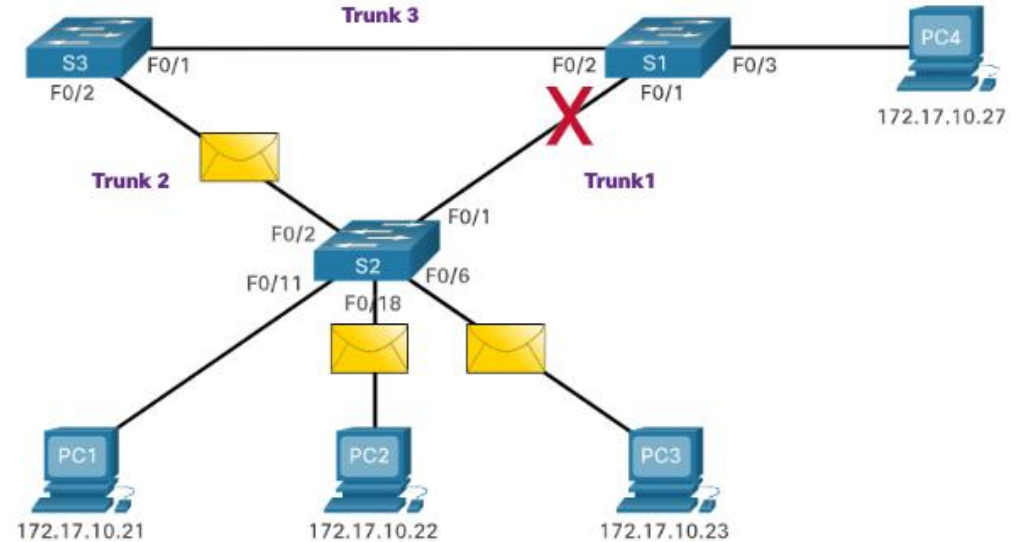 Trunk 3
S3
F0/1
F0/2
S1
F0/3
PC4
F0/2
F0/1
172.17.10.27
Trunk 2
Trunk1
F0/1
F0/2
S2
F0/11
F0/6
F0/18
PC1
PC2
PC3
172.17.10.21
172.17.10.22
172.17.10.23